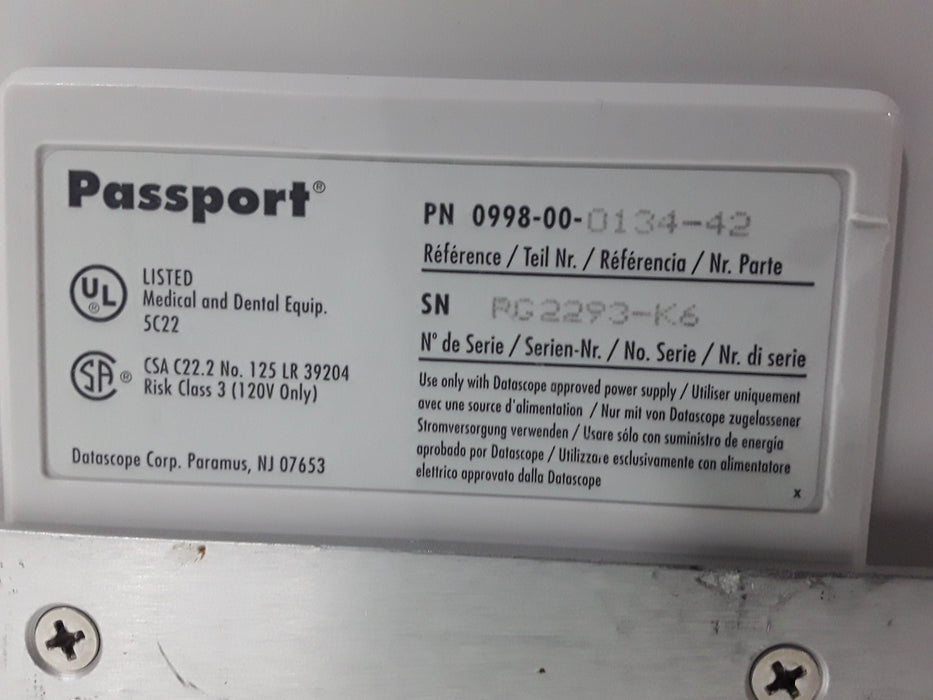 Passport®
UL ® LISTED
Medical and Dental Equip.
5C22
SA ® CSA C22.2 No. 125 LR 39204
Risk Class 3 (120V Only)
Datascope Corp. Paramus, NJ 07653
PN 0998-00-0134-42
Référence / Teil Nr. / Référencia / Nr. Parte
SN RG2293-K6
N° de Serie / Serien-Nr. / No. Serie / Nr. di serie
Use only with Datascope approved power supply / Utiliser uniquement
avec une source d'alimentation / Nur mit von Datascope zugelassener
Stromversorgung verwenden / Usare sólo con suministro de energia
aprobado por Datascope / Utilizzare esclusivamente con alimentatore
elettrico approvato dalla Datascope
x